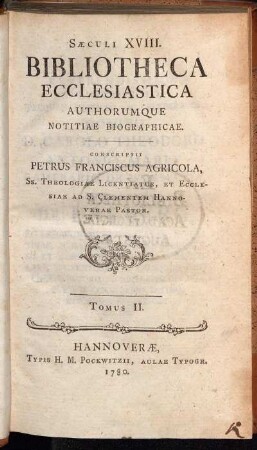 SÆCULI XVIII.
BIBLIOTHECA
ECCLESIASTICA
AUTHORUMQUE
NOTITIAE BIOGRAPHICAE.
CONSCRIPSIT
PETRUS FRANCISCUS AGRICOLA,
SS. THEOLOGIAE LICENTIATUS, ET ECCLE-
SIAE AD S. CLEMENTEM HANNO-
VERAE PASTOR.
TOMUS II.
HANNOVERÆ,
TYPIS H. M. POCKWITZII, AULAE TYPOGR.
1780.